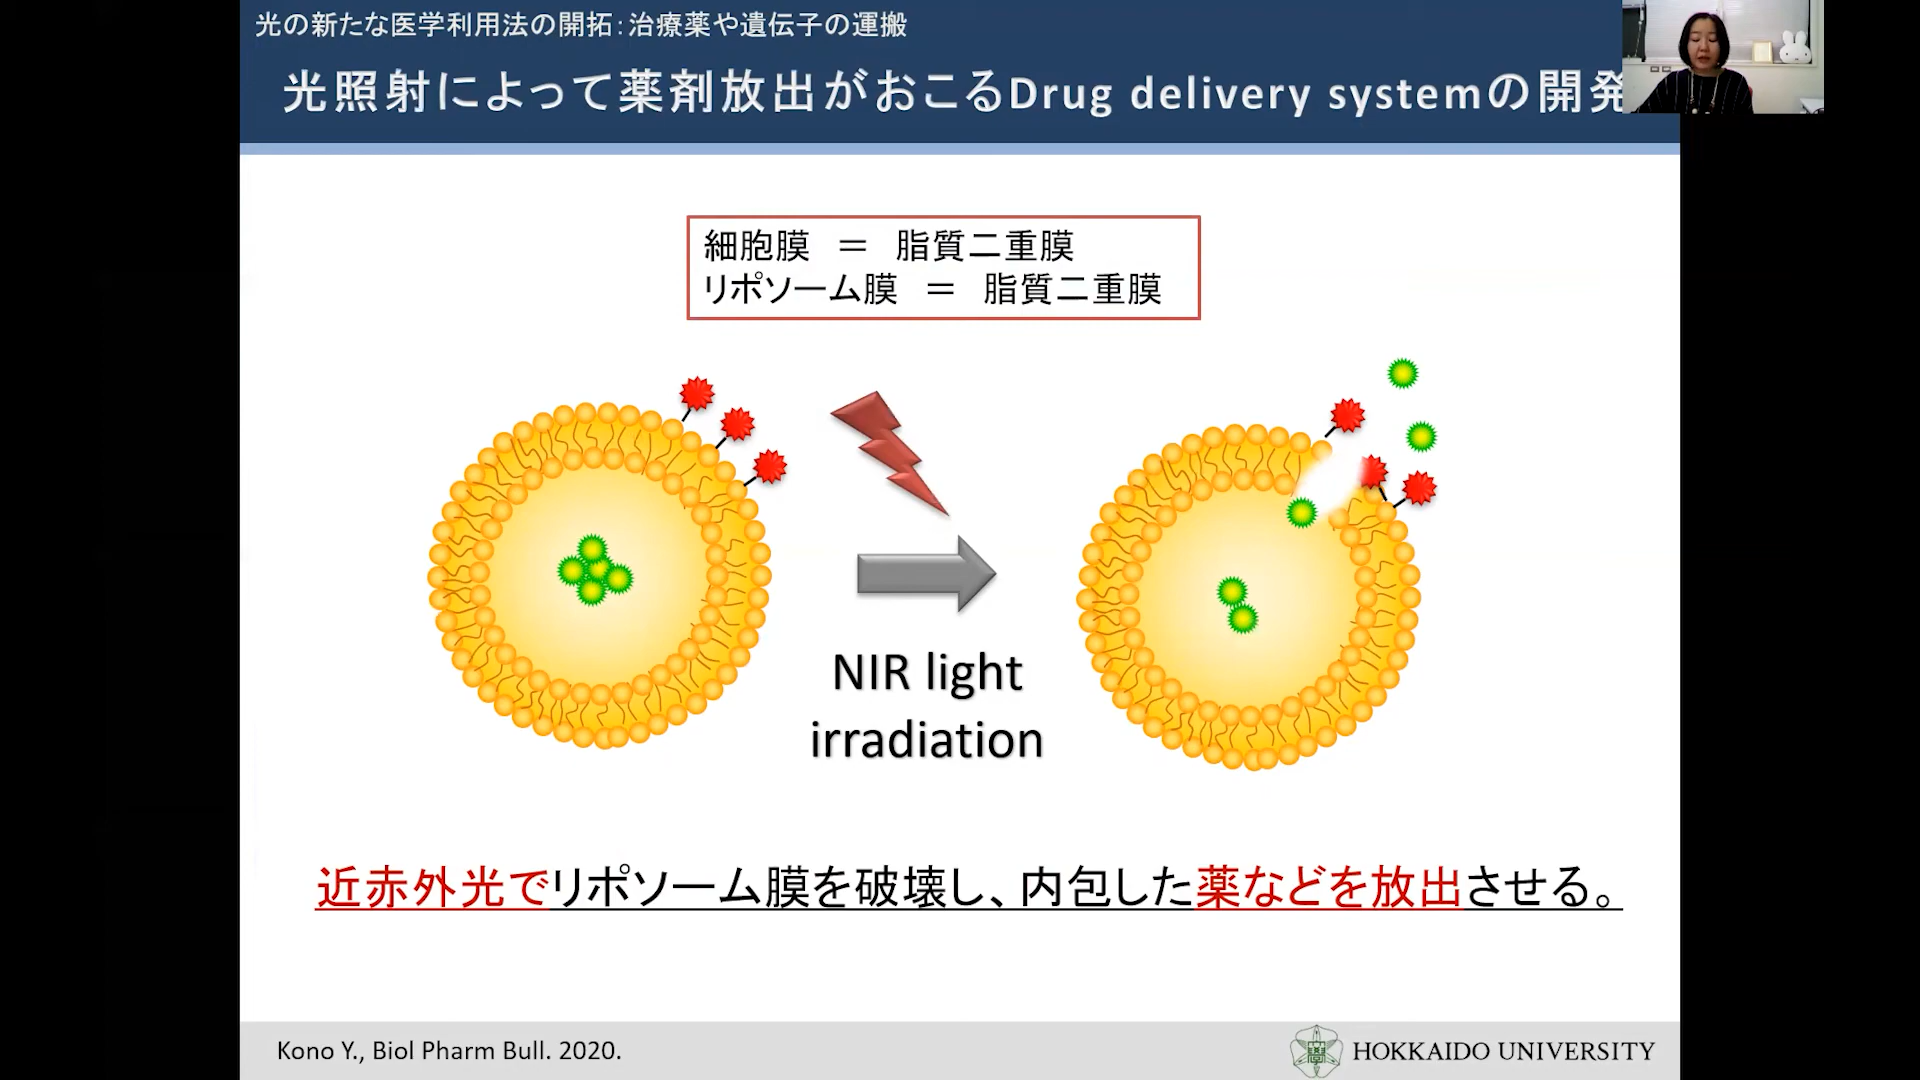 光の新たな医学利用法の開拓：治療薬や遺伝子の運搬
光照射によって薬剤放出がおこるDrug delivery systemの開発
細胞膜　＝　脂質二重膜
リポソーム膜　＝　脂質二重膜
NIR light
irradiation
近赤外光でリポソーム膜を破壊し、内包した薬などを放出させる。
Kono Y., Biol Pharm Bull. 2020.
HOKKAIDO UNIVERSITY